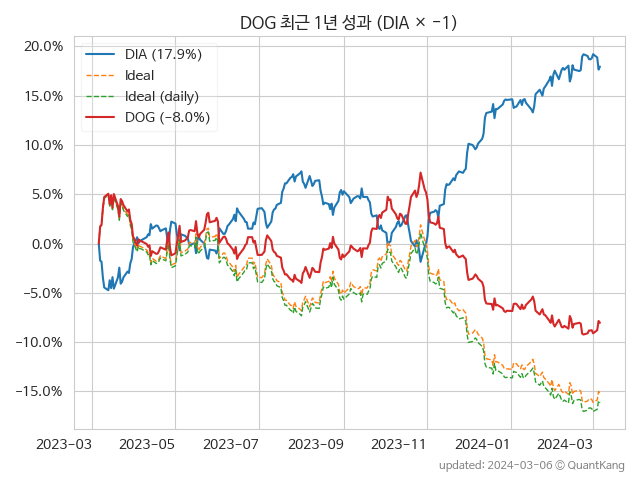 DOG 최근 1년 성과 (DIA × -1)
20.0%
15.0%
10.0%
5.0%
0.0%
-5.0%
-10.0%
-15.0%
DIA (17.9%)
Ideal
Ideal (daily)
DOG (-8.0%)
2023-03 2023-05 2023-07 2023-09 2023-11 2024-01 2024-03
updated: 2024-03-06 © QuantKang